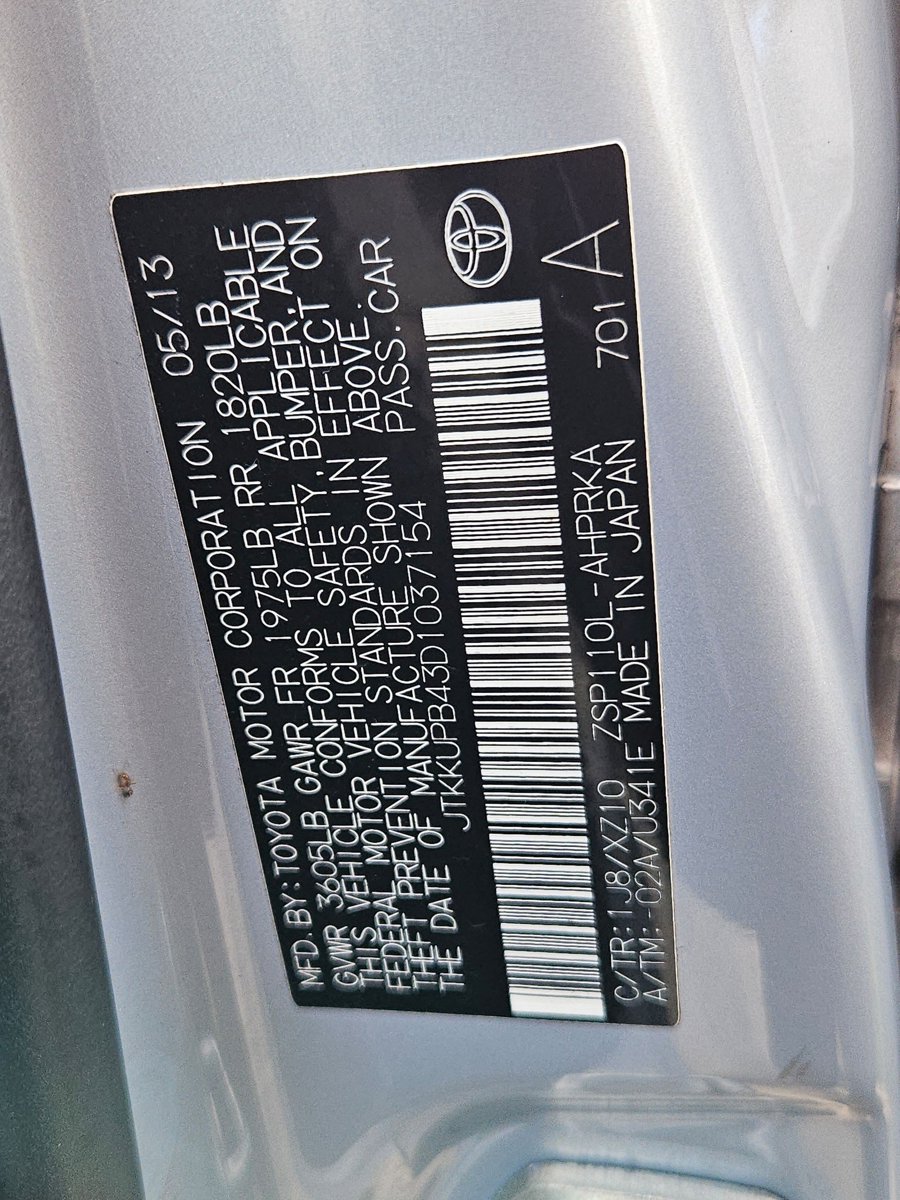 MFD.BY:TOYOTA MOTOR CORPORATION 05/13
GVWR 3605LB GAWR FR 1975LB RR 1820LB
THIS VEHICLE CONFORMS TO ALL APPLICABLE
FEDERAL MOTOR VEHICLE SAFETY,BUMPER,AND
THEFT PREVENTION STANDARDS IN EFFECT ON
THE DATE OF MANUFACTURE SHOWN ABOVE.
JTKKUPB43D1037154 PASS.CAR
C/TR:1J8/XZ10 ZSP110L-AHPRKA 701 A
A/TM:-02A/U341E MADE IN JAPAN